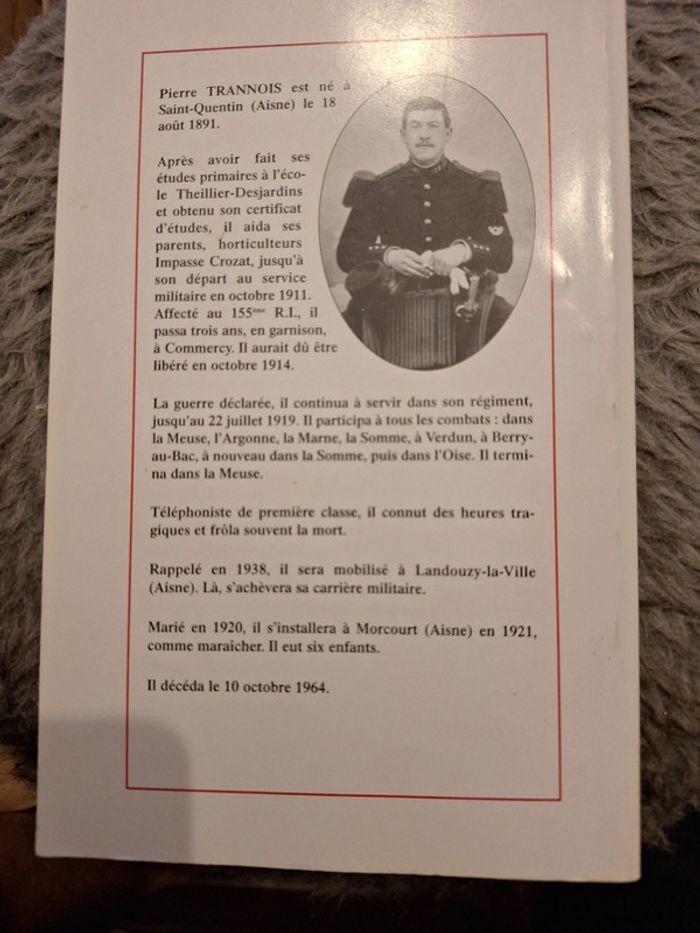 Pierre TRANNOIS est né à
Saint-Quentin (Aisne) le 18
août 1891.
Après avoir fait ses
études primaires à l'éco-
le Theillier-Desjardins
et obtenu son certificat
d'études, il aida ses
parents, horticulteurs
Impasse Crozat, jusqu'à
son départ au service
militaire en octobre 1911.
Affecté au 155ème R.I., il
passa trois ans, en garnison,
à Commercy. Il aurait dû être
libéré en octobre 1914.
La guerre déclarée, il continua à servir dans son régiment,
jusqu'au 22 juillet 1919. Il participa à tous les combats : dans
la Meuse, l'Argonne, la Marne, la Somme, à Verdun, à Berry-
au-Bac, à nouveau dans la Somme, puis dans l'Oise. Il termi-
na dans la Meuse.
Téléphoniste de première classe, il connut des heures tra-
giques et frôla souvent la mort.
Rappelé en 1938, il sera mobilisé à Landouzy-la-Ville
(Aisne). Là, s'achèvera sa carrière militaire.
Marié en 1920, il s'installera à Morcourt (Aisne) en 1921,
comme maraîcher. Il eut six enfants.
Il décéda le 10 octobre 1964.